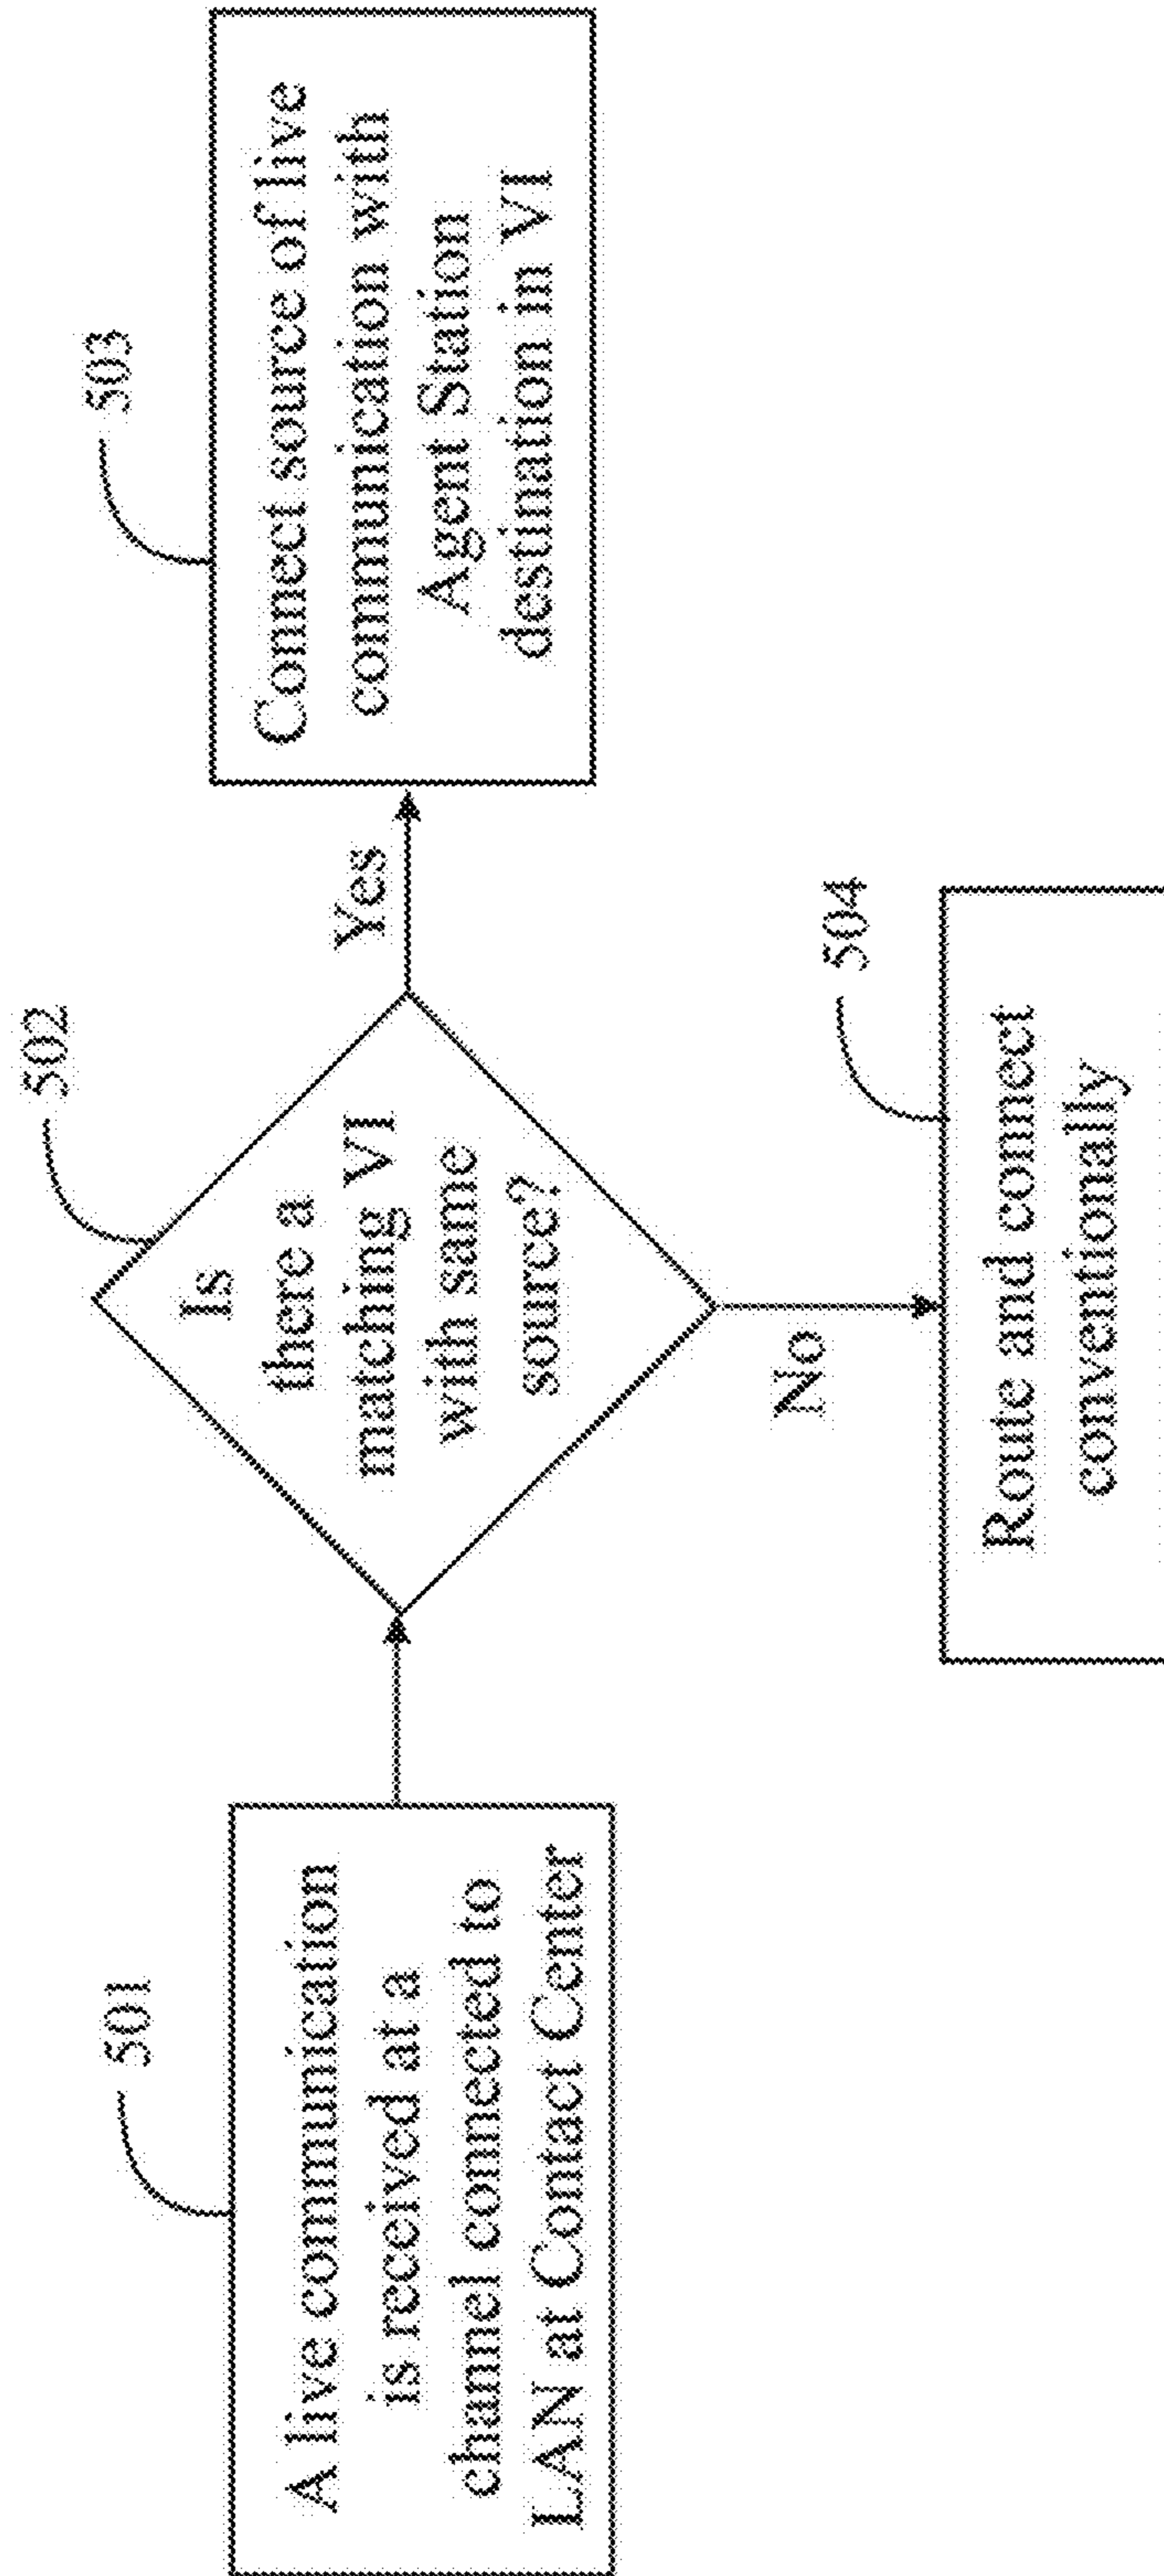 501
A live communication
is received at a
channel connected to
LAN at Contact Center
502
Is
there a
matching VI
with same
source?
Yes
503
Connect source of live
communication with
Agent Station
destination in VI
No
504
Route and connect
conventionally